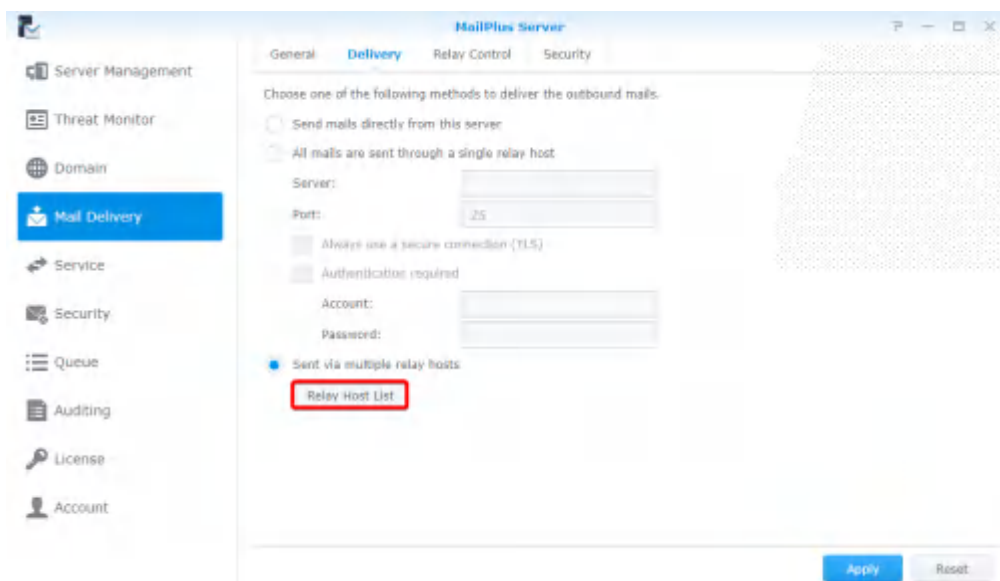 MailPlus Server
General Delivery Relay Control Security
Server Management
Threat Monitor
Domain
Mail Delivery
Service
Security
Queue
Auditing
License
Account
Choose one of the following methods to deliver the outbound mails.
Send mails directly from this server
All mails are sent through a single relay host
Server:
Port: 25
Always use a secure connection (TLS)
Authentication required
Account:
Password:
Sent via multiple relay hosts
Relay Host List
Apply Reset